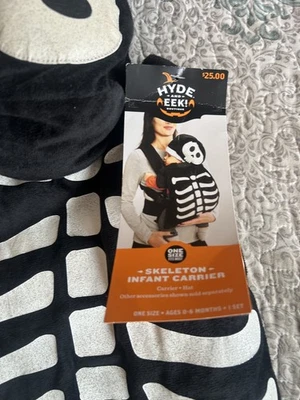 $25.00
HYDE
AND
EEK!
BOUTIQUE
ONE
SIZE
SKELETON
INFANT CARRIER
Carrier • Hat
Other accessories shown sold separately
ONE SIZE • AGES 0-6 MONTHS • 1 SET